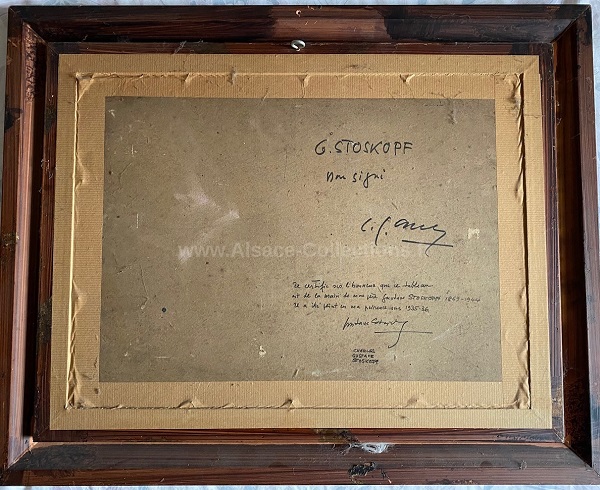 G. STOSKOPF
Non signé
www.Alsace-Collections.fr
Je certifie sur l'honneur que ce tableau
est de la main de mon père Gustave STOSKOPF 1869-1944
Il a été peint en ma présence vers 1935-36
CHARLES
GUSTAVE
STOSKOPF